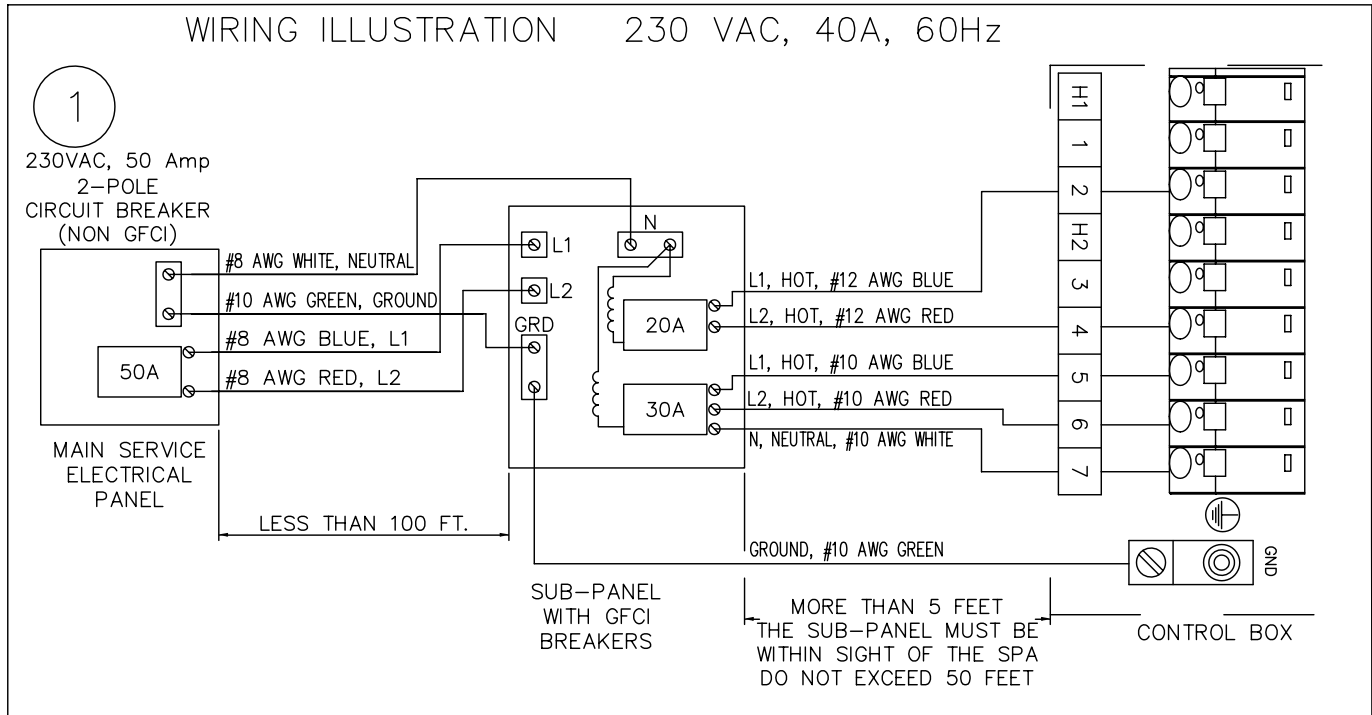 WIRING ILLUSTRATION 230 VAC, 40A, 60Hz
1
230VAC, 50 Amp
2-POLE
CIRCUIT BREAKER
(NON GFCI)
#8 AWG WHITE, NEUTRAL
#10 AWG GREEN, GROUND
#8 AWG BLUE, L1
#8 AWG RED, L2
50A
MAIN SERVICE
ELECTRICAL
PANEL
LESS THAN 100 FT.
L1
L2
GRD
N
20A
30A
SUB-PANEL
WITH GFCI
BREAKERS
L1, HOT, #12 AWG BLUE
L2, HOT, #12 AWG RED
L1, HOT, #10 AWG BLUE
L2, HOT, #10 AWG RED
N, NEUTRAL, #10 AWG WHITE
GROUND, #10 AWG GREEN
MORE THAN 5 FEET
THE SUB-PANEL MUST BE
WITHIN SIGHT OF THE SPA
DO NOT EXCEED 50 FEET
H1
1
2
H2
3
4
5
6
7
GND
CONTROL BOX